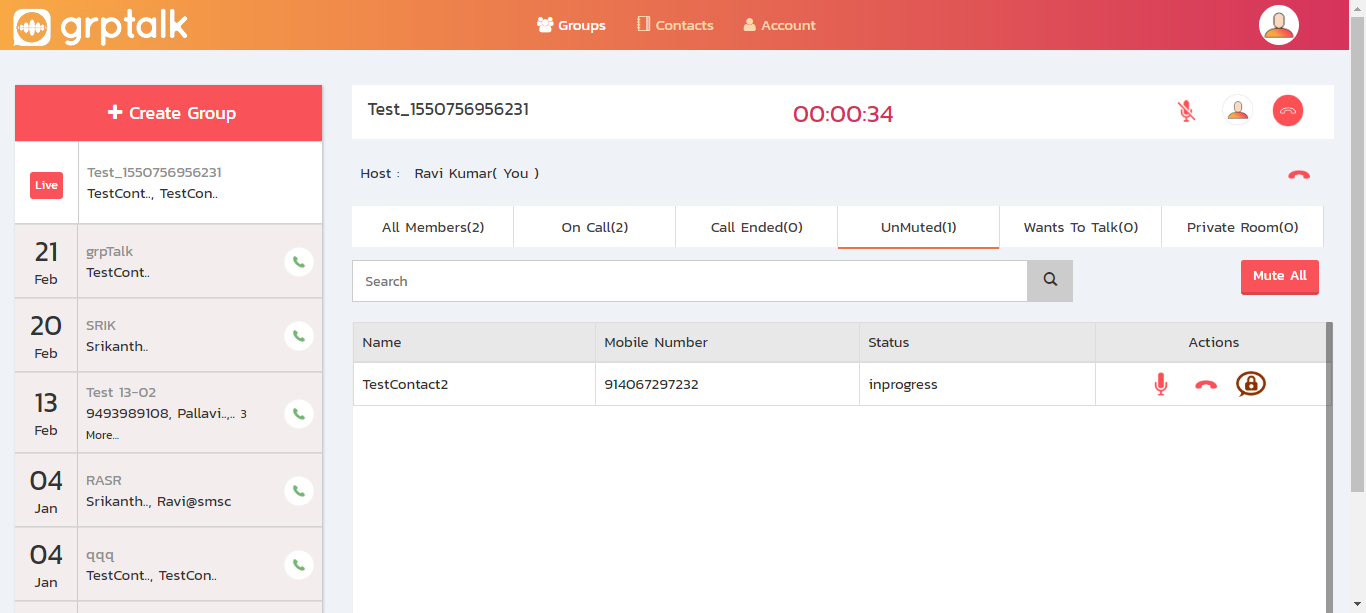 grptalk
Groups
Contacts
Account
Create Group
Live
Test_1550756956231
TestCont.., TestCon..
21
Feb
grpTalk
TestCont..
20
Feb
SRIK
Srikanth..
13
Feb
Test 13-02
9493989108, Pallavi..,.. 3
More...
04
Jan
RASR
Srikanth.., Ravi@smsc
04
Jan
qqq
TestCont.., TestCon..
Test_1550756956231
00:00:34
Host : Ravi Kumar( You )
All Members(2)
On Call(2)
Call Ended(0)
UnMuted(1)
Wants To Talk(0)
Private Room(0)
Search
Mute All
Name Mobile Number Status Actions
TestContact2 914067297232 inprogress